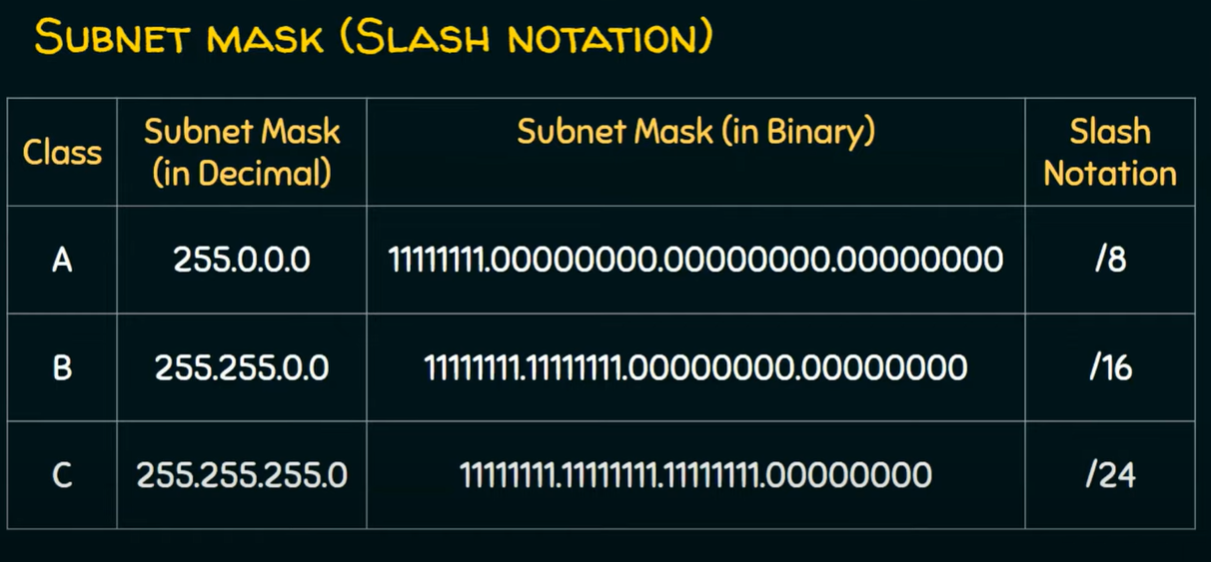 Subnet mask (Slash notation)
Class
Subnet Mask
(in Decimal)
Subnet Mask (in Binary)
Slash
Notation
A
255.0.0.0
11111111.00000000.00000000.00000000
/8
B
255.255.0.0
11111111.11111111.00000000.00000000
/16
C
255.255.255.0
11111111.11111111.11111111.00000000
/24